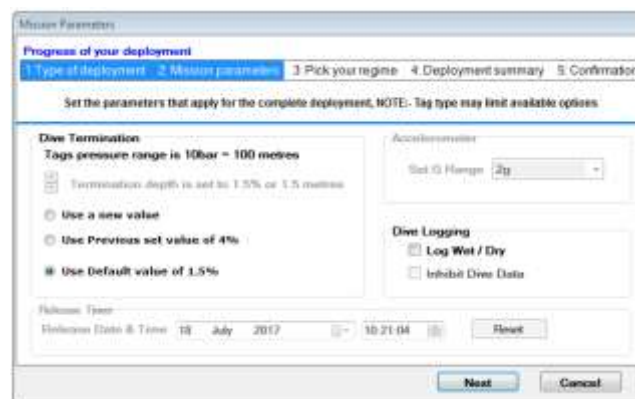 Mission Parameters
Progress of your deployment
1.Type of deployment 2. Mission parameters 3. Pick your regime 4. Deployment summary 5. Confirmation
Set the parameters that apply for the complete deployment, NOTE:- Tag type may limit available options
Dive Termination
Tags pressure range is 10bar = 100 metres
Termination depth is set to 1.5% or 1.5 metres
Use a new value
Use Previous set value of 4%
Use Default value of 1.5%
Accelerometer
Set G Range 2g
Dive Logging
Log Wet / Dry
Inhibit Dive Data
Release Timer
Release Date & Time 18 July 2017 10:21:04 Reset
Next Cancel